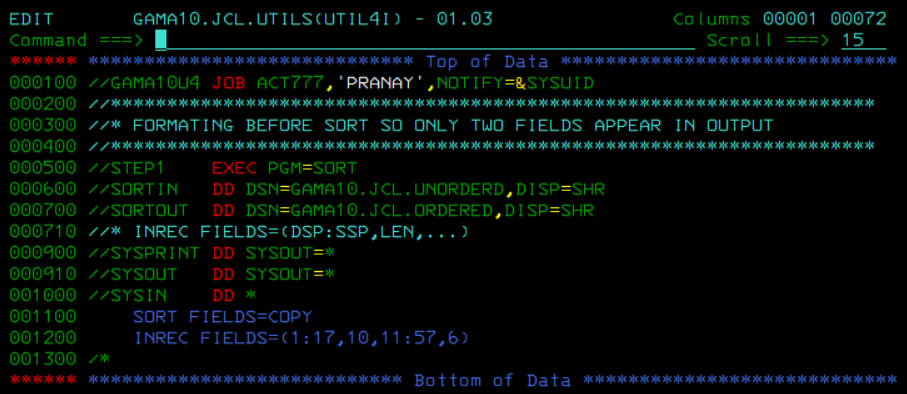 EDIT       GAMA10.JCL.UTILS(UTIL4I) - 01.03                Columns 00001 00072
Command ===>                                                  Scroll ===> 15
****** ***************************** Top of Data ******************************
000100 //GAMA10U4 JOB ACT777,'PRANAY',NOTIFY=&SYSUID
000200 //********************************************************************
000300 //* FORMATING BEFORE SORT SO ONLY TWO FIELDS APPEAR IN OUTPUT
000400 //********************************************************************
000500 //STEP1    EXEC PGM=SORT
000600 //SORTIN   DD DSN=GAMA10.JCL.UNORDERD,DISP=SHR
000700 //SORTOUT  DD DSN=GAMA10.JCL.ORDERED,DISP=SHR
000710 //* INREC FIELDS=(DSP:SSP,LEN,...)
000900 //SYSPRINT DD SYSOUT=*
000910 //SYSOUT   DD SYSOUT=*
001000 //SYSIN    DD *
001100     SORT FIELDS=COPY
001200     INREC FIELDS=(1:17,10,11:57,6)
001300 /*
****** **************************** Bottom of Data ****************************